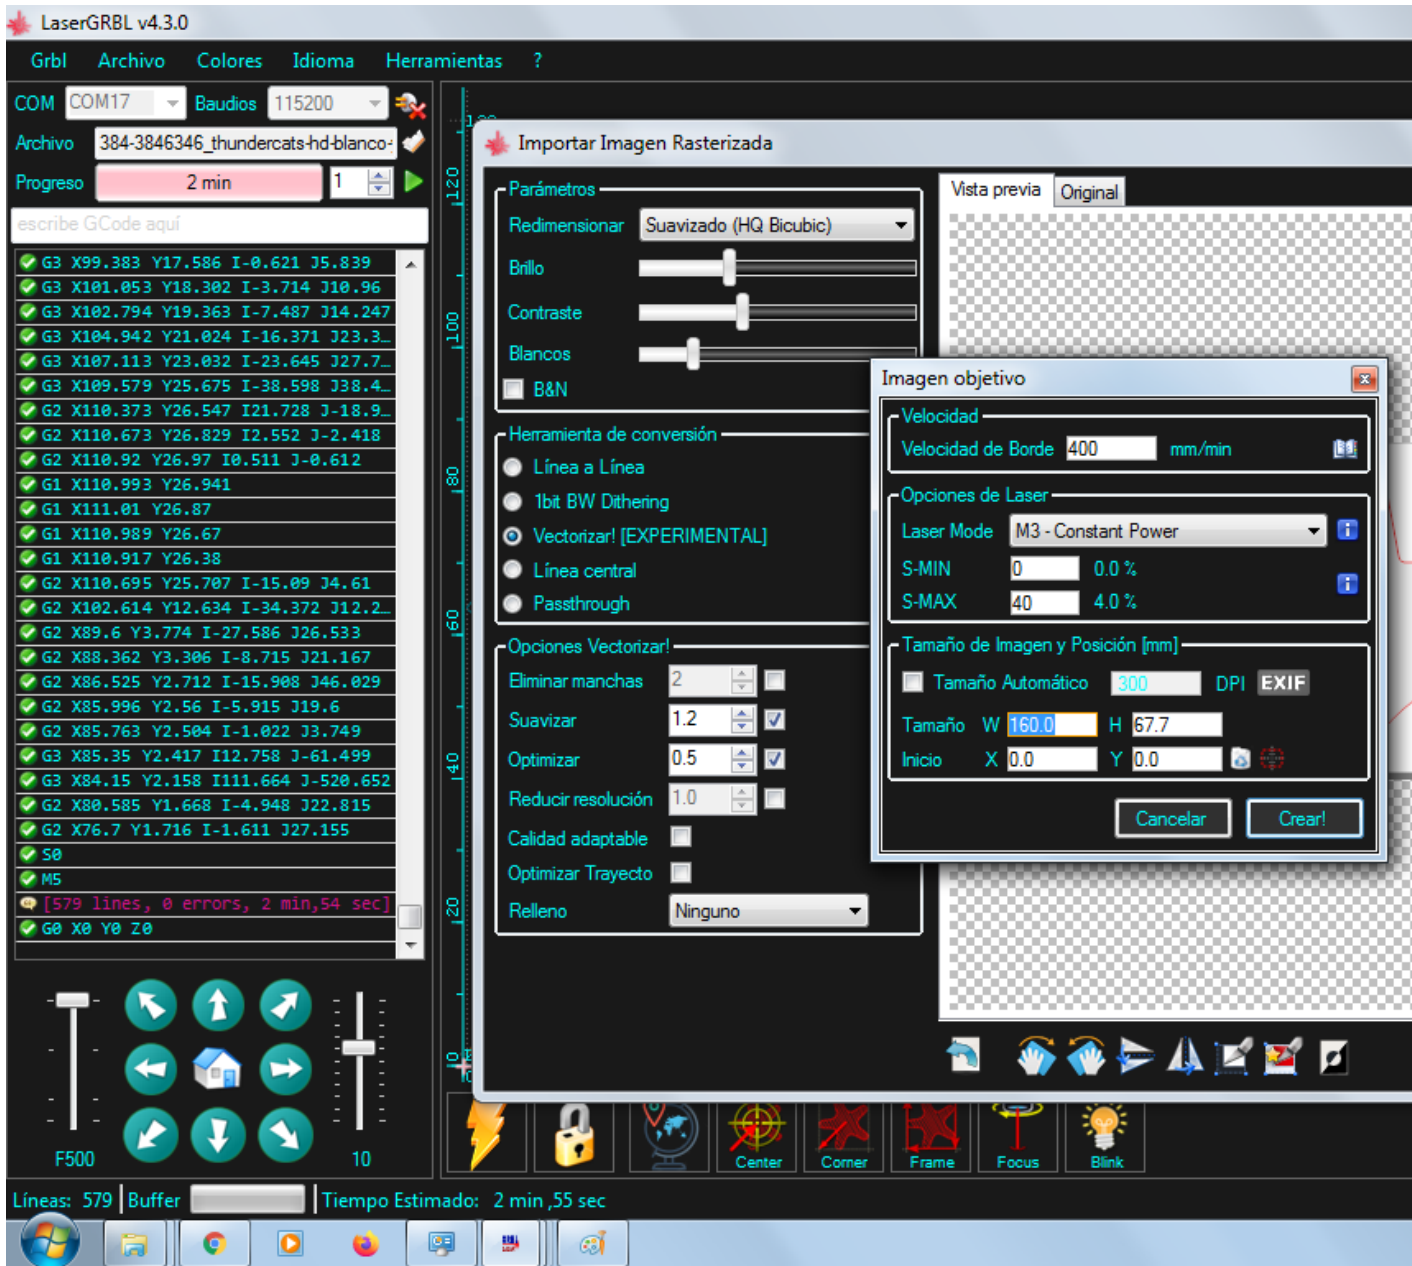 LaserGRBL v4.3.0
Grbl Archivo Colores Idioma Herramientas ?
COM COM17 Baudios 115200
Archivo 384-3846346_thundercats-hd-blanco-
Progreso 2 min 1
escribe GCode aquí
G3 X99.383 Y17.586 I-0.621 J5.839
G3 X101.053 Y18.302 I-3.714 J10.96
G3 X102.794 Y19.363 I-7.487 J14.247
G3 X104.942 Y21.024 I-16.371 J23.3…
G3 X107.113 Y23.032 I-23.645 J27.7…
G3 X109.579 Y25.675 I-38.598 J38.4…
G2 X110.373 Y26.547 I21.728 J-18.9…
G2 X110.673 Y26.829 I2.552 J-2.418
G2 X110.92 Y26.97 I0.511 J-0.612
G1 X110.993 Y26.941
G1 X111.01 Y26.87
G1 X110.989 Y26.67
G1 X110.917 Y26.38
G2 X110.695 Y25.707 I-15.09 J4.61
G2 X102.614 Y12.634 I-34.372 J12.2…
G2 X89.6 Y3.774 I-27.586 J26.533
G2 X88.362 Y3.306 I-8.715 J21.167
G2 X86.525 Y2.712 I-15.908 J46.029
G2 X85.996 Y2.56 I-5.915 J19.6
G2 X85.763 Y2.504 I-1.022 J3.749
G3 X85.35 Y2.417 I12.758 J-61.499
G3 X84.15 Y2.158 I111.664 J-520.652
G2 X80.585 Y1.668 I-4.948 J22.815
G2 X76.7 Y1.716 I-1.611 J27.155
S0
M5
[579 lines, 0 errors, 2 min,54 sec]
G0 X0 Y0 Z0
F500
10
120
100
80
60
40
20
0
Importar Imagen Rasterizada
Parámetros
Redimensionar Suavizado (HQ Bicubic)
Brillo
Contraste
Blancos
B&N
Herramienta de conversión
Línea a Línea
1bit BW Dithering
Vectorizar! [EXPERIMENTAL]
Línea central
Passthrough
Opciones Vectorizar!
Eliminar manchas 2
Suavizar 1.2
Optimizar 0.5
Reducir resolución 1.0
Calidad adaptable
Optimizar Trayecto
Relleno Ninguno
Vista previa Original
Imagen objetivo
Velocidad
Velocidad de Borde 400 mm/min
Opciones de Laser
Laser Mode M3 - Constant Power
S-MIN 0 0.0 %
S-MAX 40 4.0 %
Tamaño de Imagen y Posición [mm]
Tamaño Automático 300 DPI EXIF
Tamaño W 160.0 H 67.7
Inicio X 0.0 Y 0.0
Cancelar Crear!
Center Corner Frame Focus Blink
Líneas: 579 Buffer Tiempo Estimado: 2 min ,55 sec